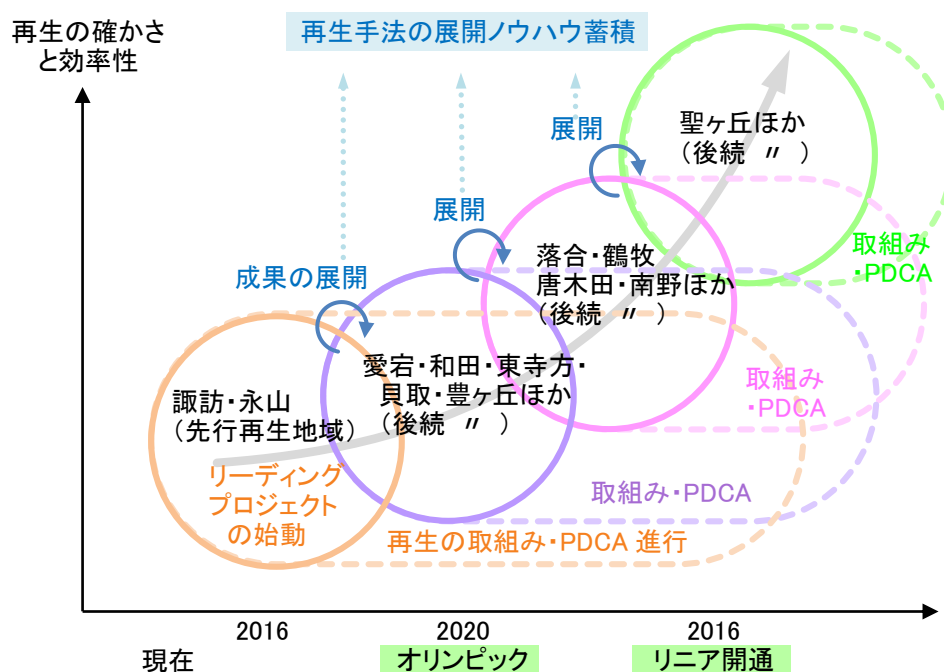 再生の確かさ
と効率性
再生手法の展開ノウハウ蓄積
展開
聖ヶ丘ほか
（後続 〃 ）
展開
取組み
・PDCA
落合・鶴牧
唐木田・南野ほか
（後続 〃 ）
成果の展開
愛宕・和田・東寺方・
貝取・豊ヶ丘ほか
（後続 〃 ）
取組み
・PDCA
諏訪・永山
（先行再生地域）
リーディング
プロジェクト
の始動
取組み・PDCA
再生の取組み・PDCA 進行
2016
2020
2016
現在
オリンピック
リニア開通